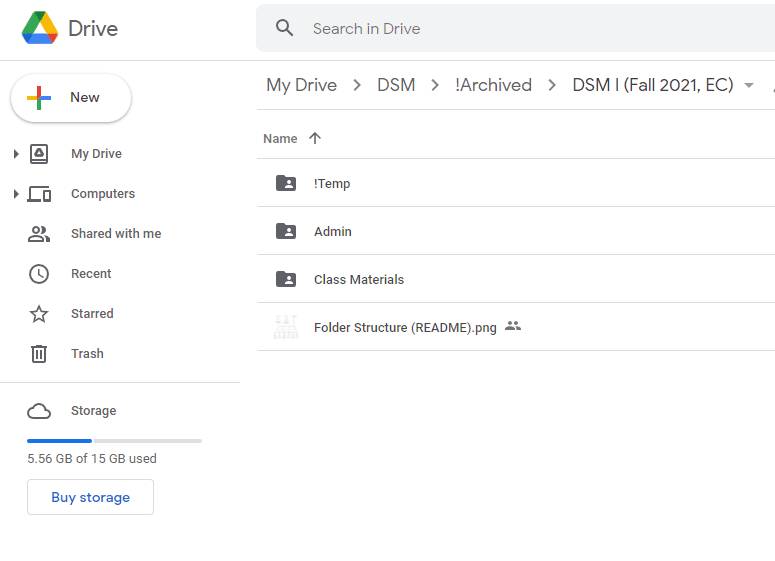 Drive
Search in Drive
New
My Drive
Computers
Shared with me
Recent
Starred
Trash
Storage
5.56 GB of 15 GB used
Buy storage
My Drive > DSM > !Archived > DSM I (Fall 2021, EC)
Name
!Temp
Admin
Class Materials
Folder Structure (README).png